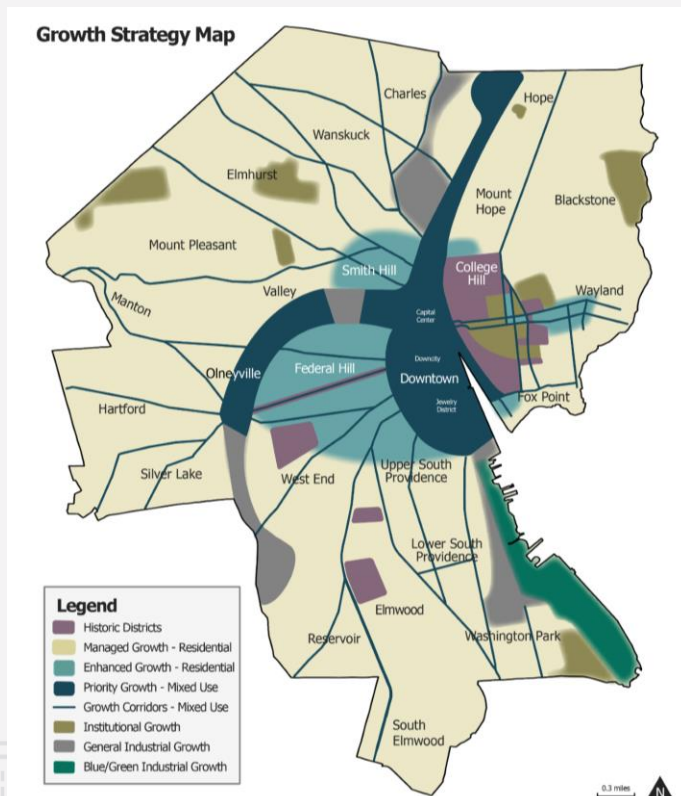 Growth Strategy Map
Charles
Hope
Wanskuck
Elmhurst
Mount
Hope
Blackstone
Mount Pleasant
Smith Hill
College
Hill
Valley
Wayland
Manton
Capital
Center
Downcity
Olneyville
Federal Hill
Downtown
Jewelry
District
Fox Point
Hartford
Silver Lake
West End
Upper South
Providence
Lower South
Providence
Elmwood
Reservoir
Washington Park
South
Elmwood
Legend
Historic Districts
Managed Growth - Residential
Enhanced Growth - Residential
Priority Growth - Mixed Use
Growth Corridors - Mixed Use
Institutional Growth
General Industrial Growth
Blue/Green Industrial Growth
0.3 miles
N